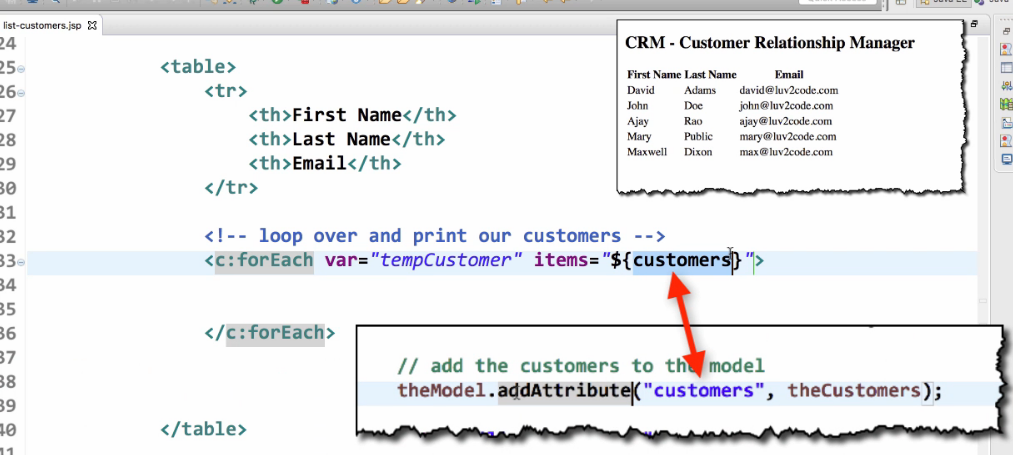 list-customers.jsp
CRM - Customer Relationship Manager
First Name Last Name Email
David Adams david@luv2code.com
John Doe john@luv2code.com
Ajay Rao ajay@luv2code.com
Mary Public mary@luv2code.com
Maxwell Dixon max@luv2code.com
24
25 <table>
26 <tr>
27 <th>First Name</th>
28 <th>Last Name</th>
29 <th>Email</th>
30 </tr>
31
32 <!-- loop over and print our customers -->
33 <c:forEach var="tempCustomer" items="${customers}">
34
35
36 </c:forEach>
37
38
39
40 </table>
41
// add the customers to the model
theModel.addAttribute("customers", theCustomers);